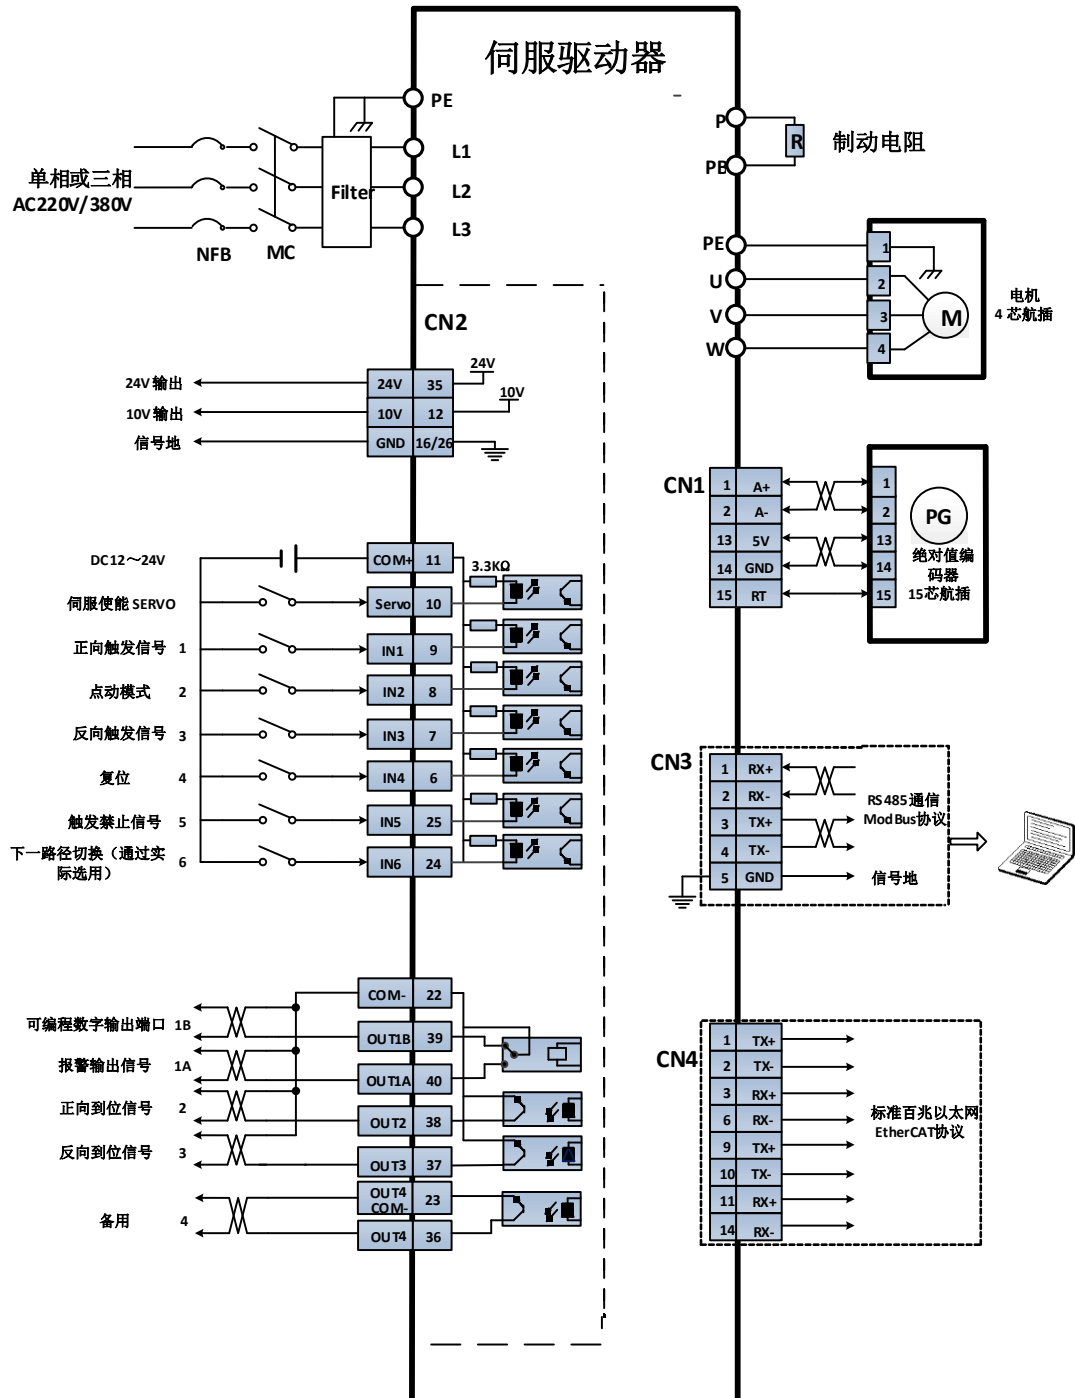 伺服驱动器
PE
L1
L2
L3
单相或三相
AC220V/380V
NFB
MC
Filter
P
PB
R
制动电阻
PE
U
V
W
1
2
3
4
M
电机
4 芯航插
CN2
24V 输出
24V
35
24V
10V 输出
10V
12
10V
信号地
GND
16/26
CN1
1
A+
2
A-
13
5V
14
GND
15
RT
1
2
13
14
15
PG
绝对值编
码器
15芯航插
DC12～24V
COM+
11
3.3KΩ
伺服使能 SERVO
Servo
10
正向触发信号 1
IN1
9
点动模式 2
IN2
8
反向触发信号 3
IN3
7
复位 4
IN4
6
触发禁止信号 5
IN5
25
下一路径切换（通过实
际选用） 6
IN6
24
CN3
1
RX+
2
RX-
3
TX+
4
TX-
5
GND
RS485通信
ModBus协议
信号地
COM-
22
可编程数字输出端口 1B
OUT1B
39
报警输出信号 1A
OUT1A
40
正向到位信号 2
OUT2
38
反向到位信号 3
OUT3
37
OUT4
COM-
23
备用 4
OUT4
36
CN4
1
TX+
2
TX-
3
RX+
6
RX-
9
TX+
10
TX-
11
RX+
14
RX-
标准百兆以太网
EtherCAT协议